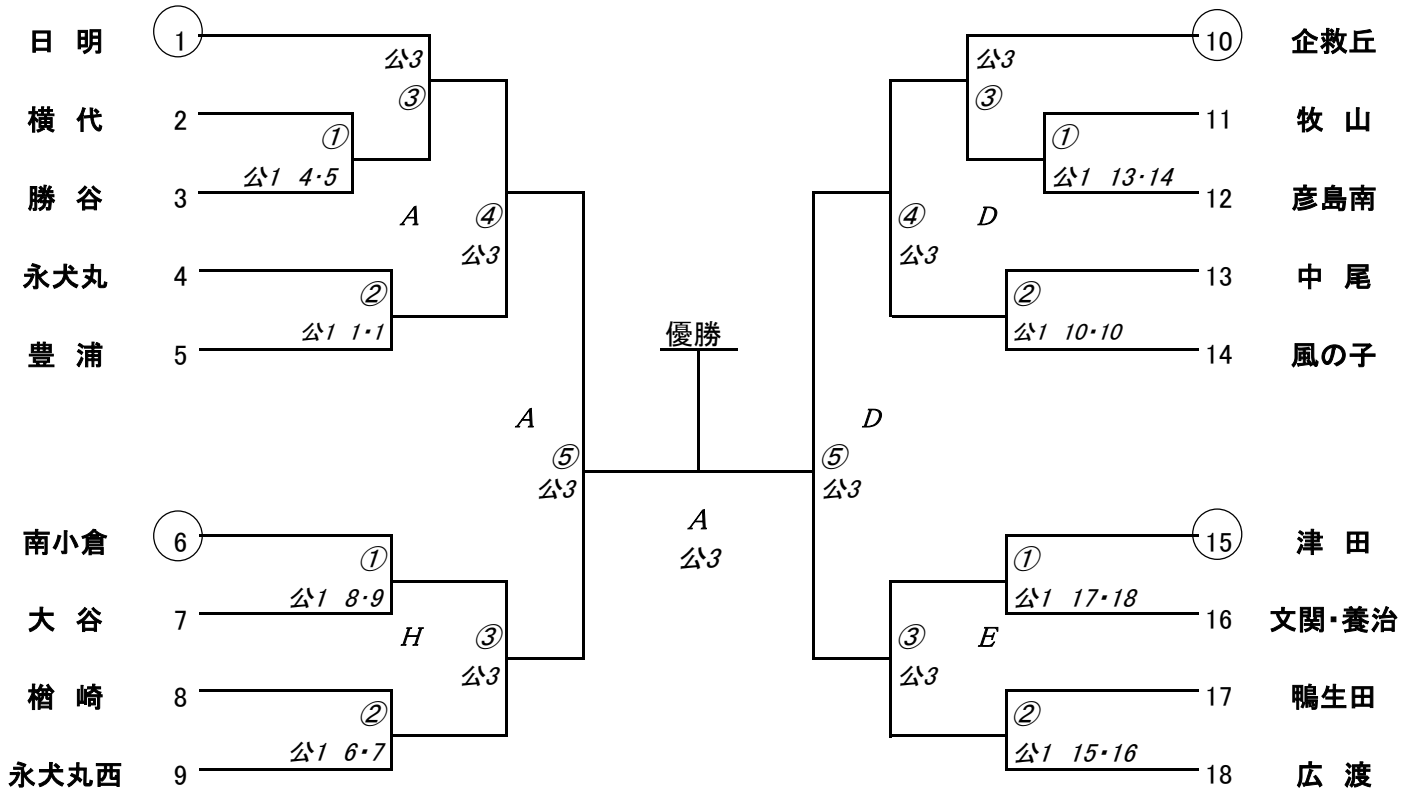 日 明 1
公3
③
横 代 2
①
公1 4・5
勝 谷 3
A
④
公3
永犬丸 4
②
公1 1・1
豊 浦 5
A
⑤
公3
南小倉 6
①
公1 8・9
大 谷 7
H
③
公3
楢 崎 8
②
公1 6・7
永犬丸西 9
優勝
A
公3
10 企救丘
公3
③
11 牧 山
①
公1 13・14
12 彦島南
④
D
公3
13 中 尾
②
公1 10・10
14 風の子
D
⑤
公3
15 津 田
①
公1 17・18
16 文関・養治
③
E
公3
17 鴨生田
②
公1 15・16
18 広 渡